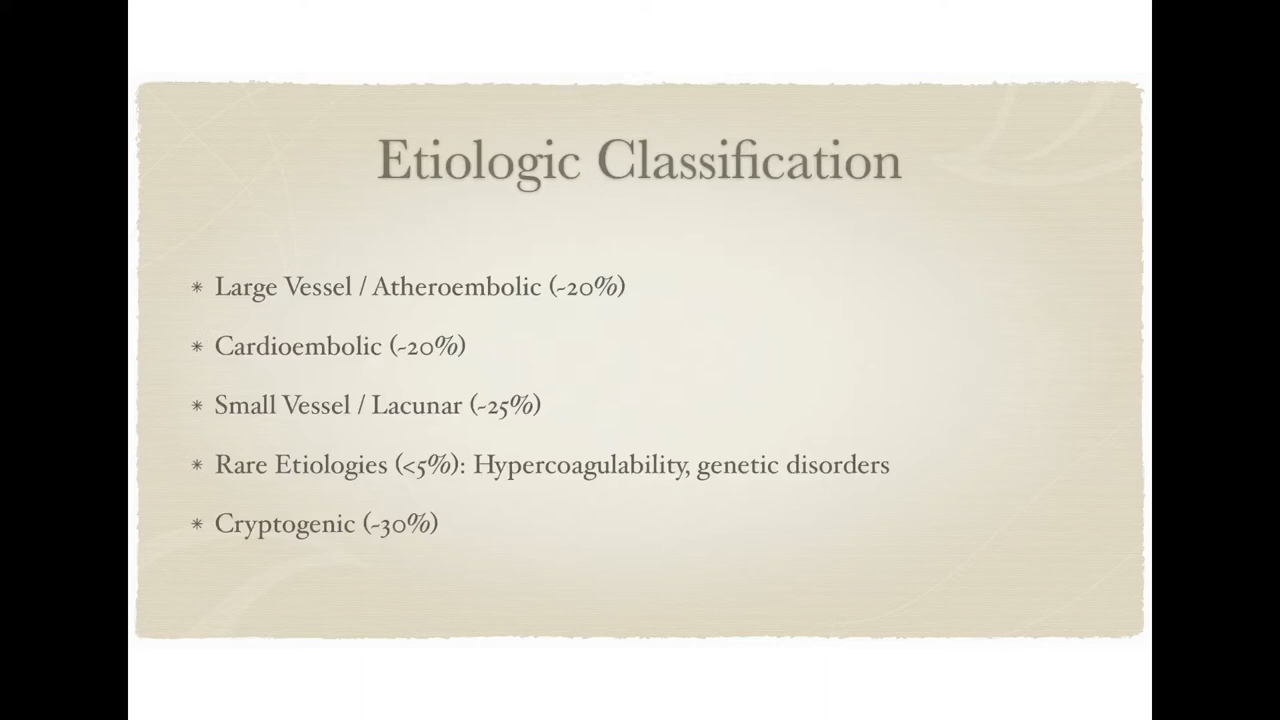 Etiologic Classification
* Large Vessel / Atheroembolic (~20%)
* Cardioembolic (~20%)
* Small Vessel / Lacunar (~25%)
* Rare Etiologies (<5%): Hypercoagulability, genetic disorders
* Cryptogenic (~30%)